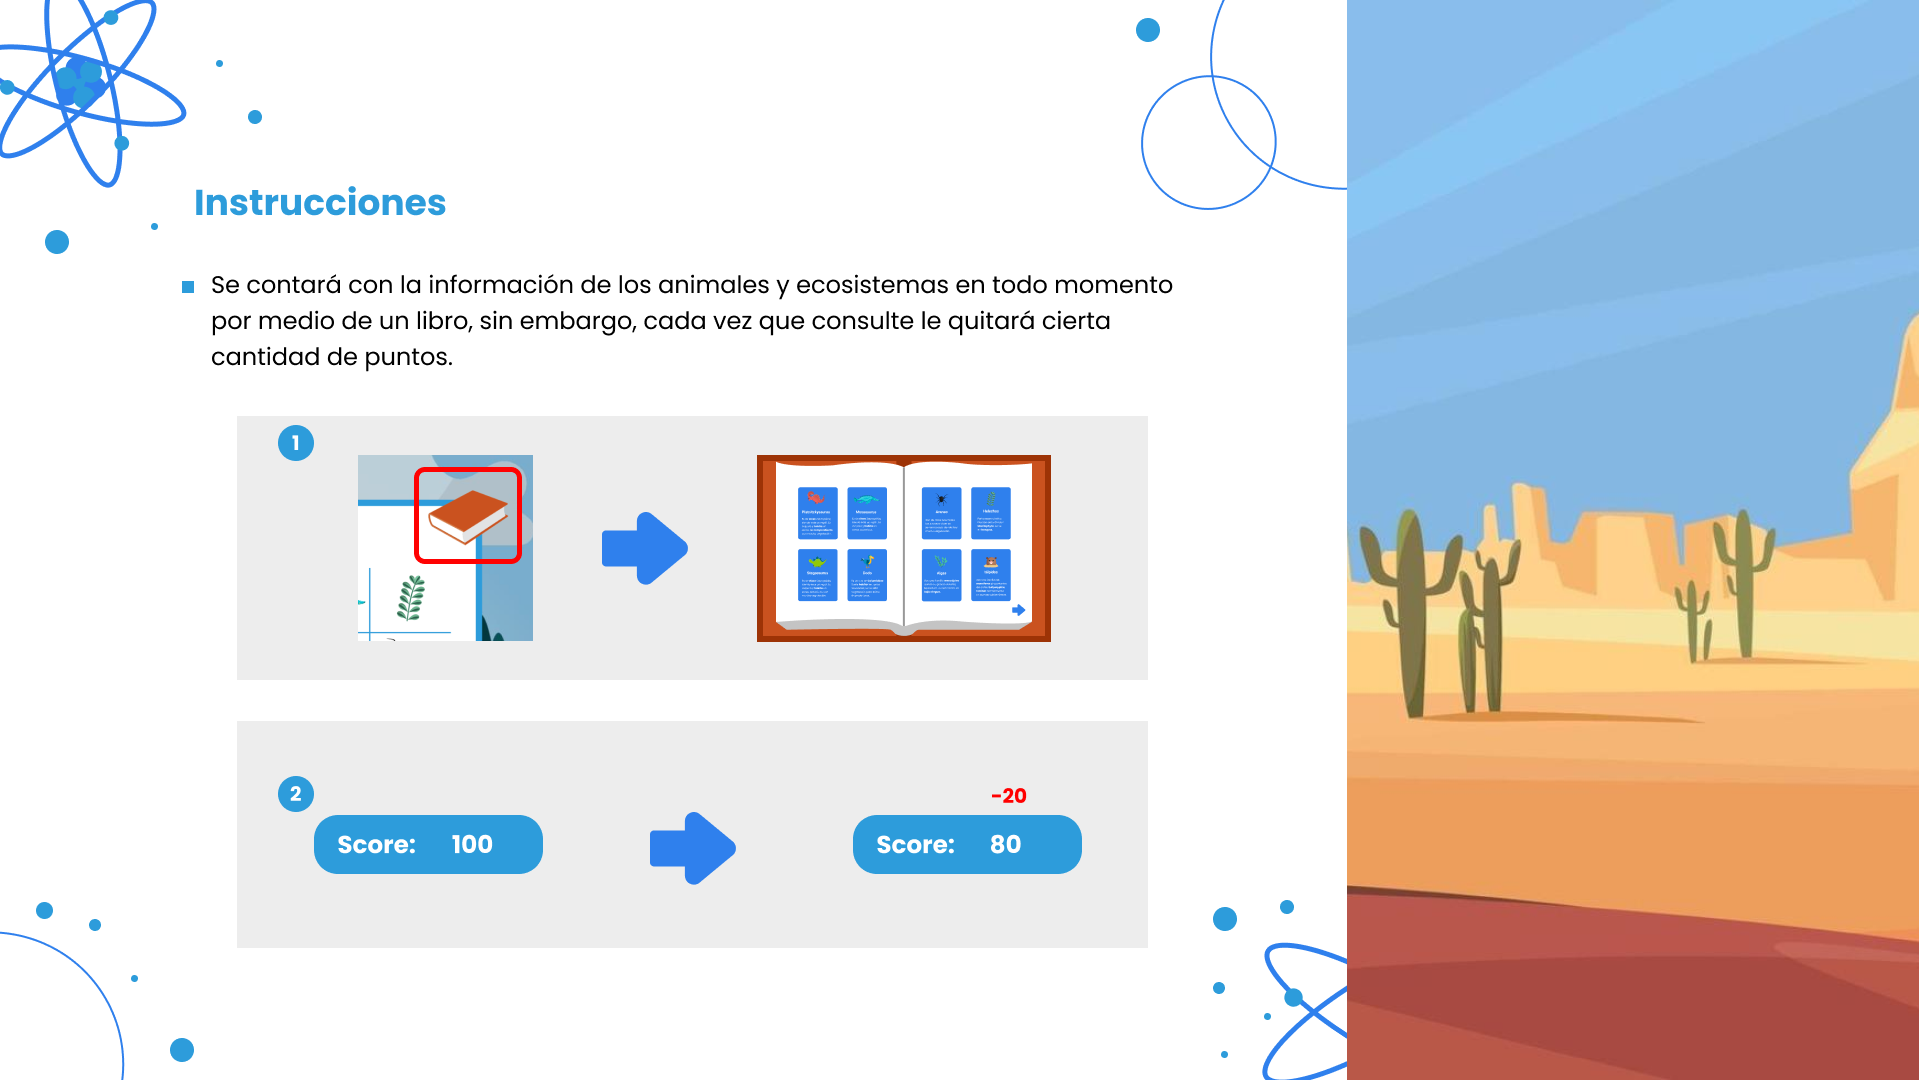 Instrucciones
Se contará con la información de los animales y ecosistemas en todo momento
por medio de un libro, sin embargo, cada vez que consulte le quitará cierta
cantidad de puntos.
1
2
-20
Score: 100
Score: 80